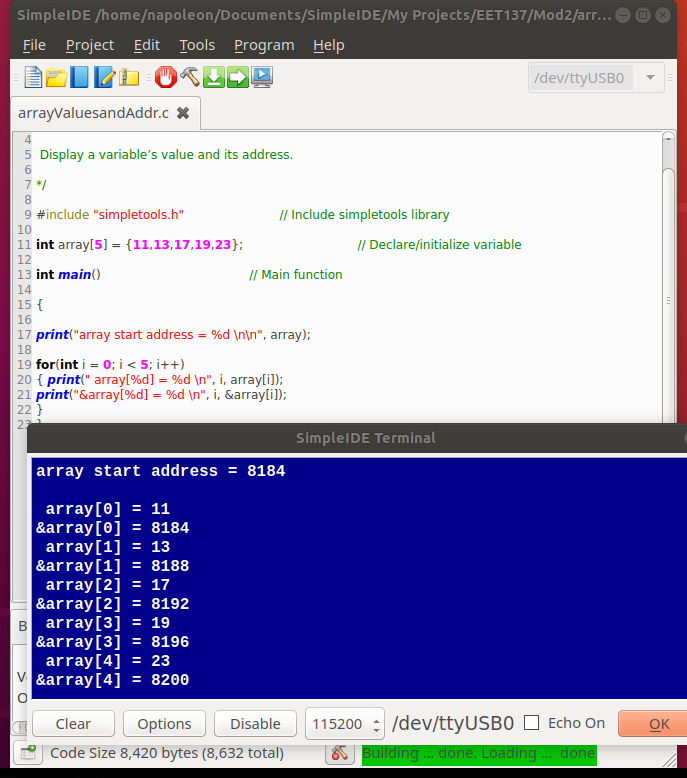 SimpleIDE /home/napoleon/Documents/SimpleIDE/My Projects/EET137/Mod2/arr...
File Project Edit Tools Program Help
/dev/ttyUSB0
arrayValuesandAddr.c
4
5 Display a variable’s value and its address.
6
7 */
8
9 #include "simpletools.h" // Include simpletools library
10
11 int array[5] = {11,13,17,19,23}; // Declare/initialize variable
12
13 int main() // Main function
14
15 {
16
17 print("array start address = %d \n\n", array);
18
19 for(int i = 0; i < 5; i++)
20 { print(" array[%d] = %d \n", i, array[i]);
21 print("&array[%d] = %d \n", i, &array[i]);
22 }
23
SimpleIDE Terminal
array start address = 8184
array[0] = 11
&array[0] = 8184
array[1] = 13
&array[1] = 8188
array[2] = 17
&array[2] = 8192
array[3] = 19
&array[3] = 8196
array[4] = 23
&array[4] = 8200
Clear Options Disable 115200 /dev/ttyUSB0 Echo On OK
Code Size 8,420 bytes (8,632 total) Building ... done. Loading ... done